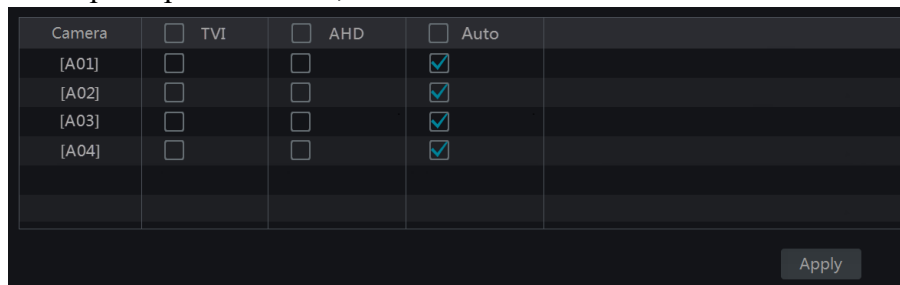 Camera TVI AHD Auto
[A01]
[A02]
[A03]
[A04]
Apply